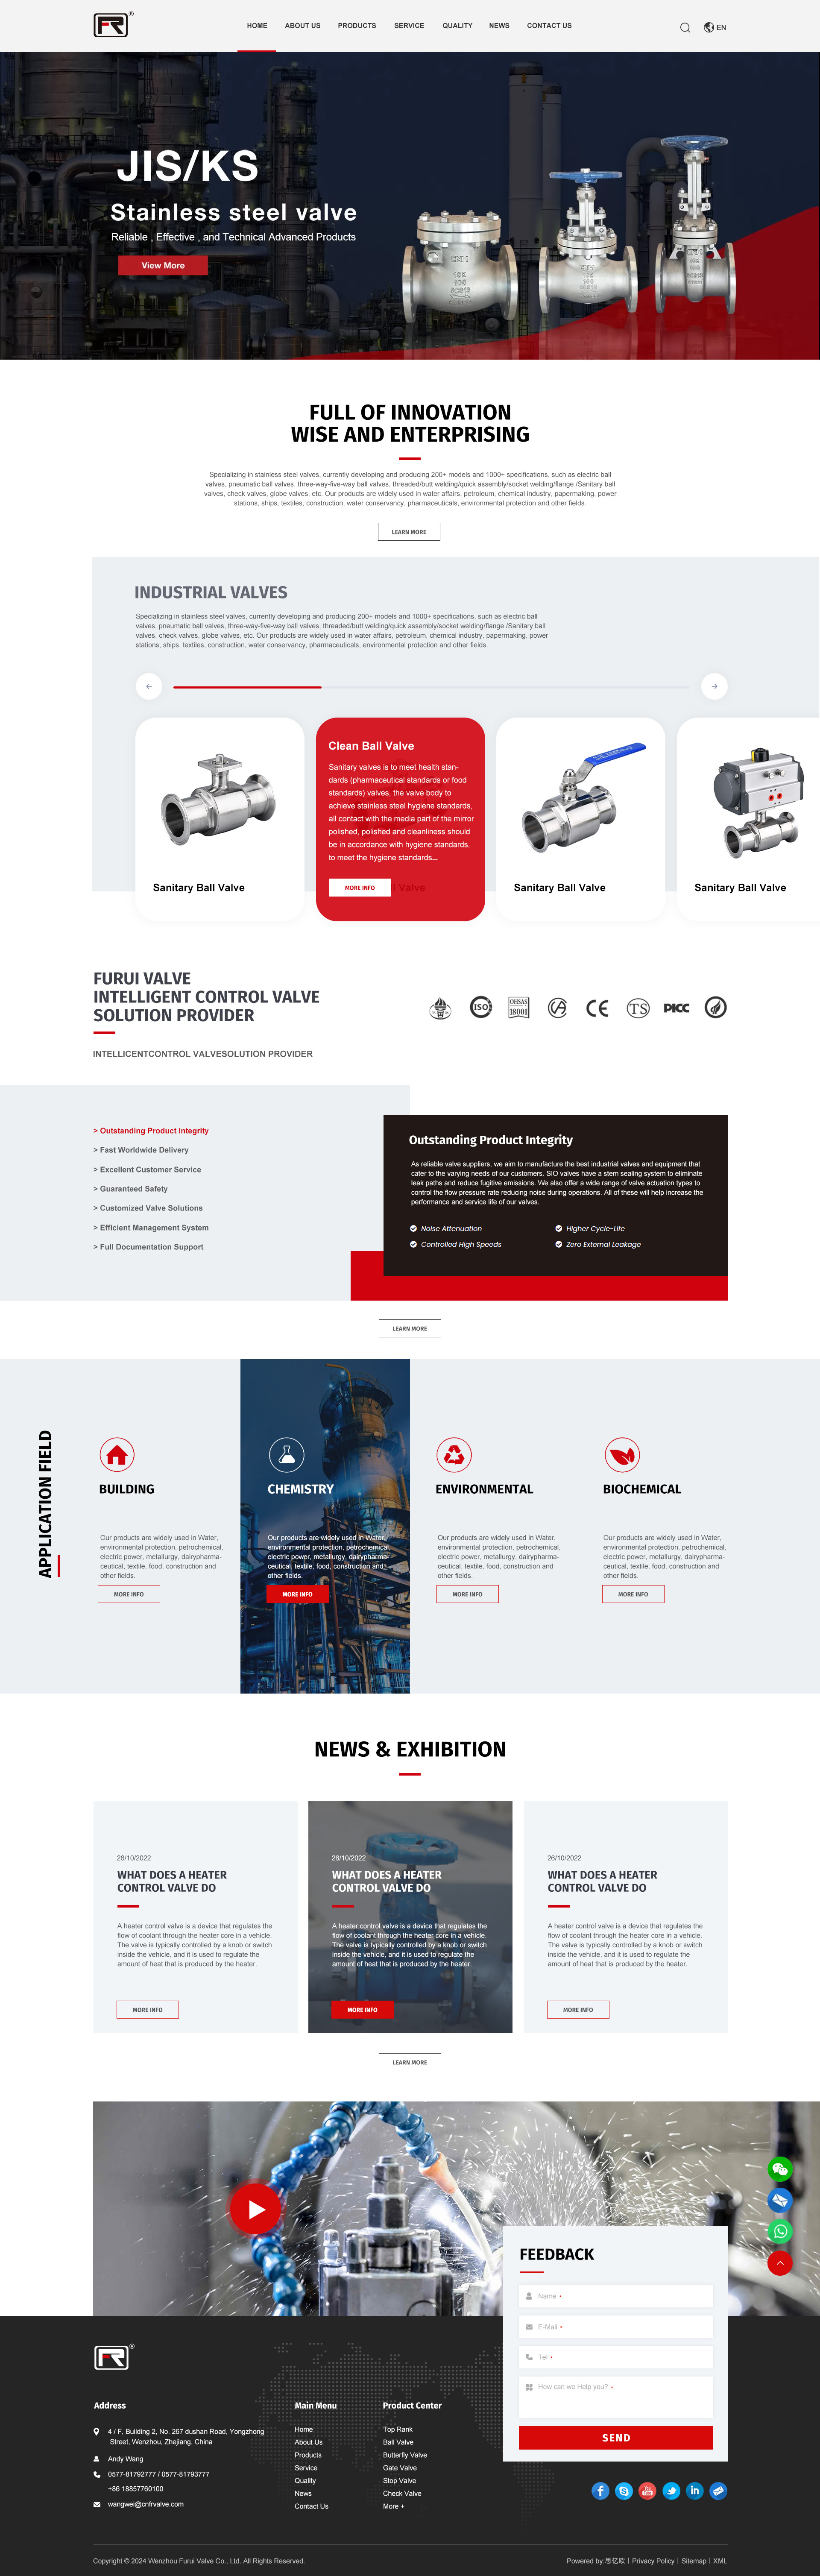 FR®
HOME ABOUT US PRODUCTS SERVICE QUALITY NEWS CONTACT US
EN
JIS/KS
Stainless steel valve
Reliable , Effective , and Technical Advanced Products
View More
FULL OF INNOVATION
WISE AND ENTERPRISING
Specializing in stainless steel valves, currently developing and producing 200+ models and 1000+ specifications, such as electric ball
valves, pneumatic ball valves, three-way-five-way ball valves, threaded/butt welding/quick assembly/socket welding/flange /Sanitary ball
valves, check valves, globe valves, etc. Our products are widely used in water affairs, petroleum, chemical industry, papermaking, power
stations, ships, textiles, construction, water conservancy, pharmaceuticals, environmental protection and other fields.
LEARN MORE
INDUSTRIAL VALVES
Specializing in stainless steel valves, currently developing and producing 200+ models and 1000+ specifications, such as electric ball
valves, pneumatic ball valves, three-way-five-way ball valves, threaded/butt welding/quick assembly/socket welding/flange /Sanitary ball
valves, check valves, globe valves, etc. Our products are widely used in water affairs, petroleum, chemical industry, papermaking, power
stations, ships, textiles, construction, water conservancy, pharmaceuticals, environmental protection and other fields.
Sanitary Ball Valve
Clean Ball Valve
Sanitary valves is to meet health stan-
dards (pharmaceutical standards or food
standards) valves, the valve body to
achieve stainless steel hygiene standards,
all contact with the media part of the mirror
polished, polished and cleanliness should
be in accordance with hygiene standards,
to meet the hygiene standards...
MORE INFO
Sanitary Ball Valve
Sanitary Ball Valve
FURUI VALVE
INTELLIGENT CONTROL VALVE
SOLUTION PROVIDER
INTELLICENTCONTROL VALVESOLUTION PROVIDER
ISO
OHSAS
18001
CE
TS
PICC
> Outstanding Product Integrity
> Fast Worldwide Delivery
> Excellent Customer Service
> Guaranteed Safety
> Customized Valve Solutions
> Efficient Management System
> Full Documentation Support
Outstanding Product Integrity
As reliable valve suppliers, we aim to manufacture the best industrial valves and equipment that
cater to the varying needs of our customers. SIO valves have a stem sealing system to eliminate
leak paths and reduce fugitive emissions. We also offer a wide range of valve actuation types to
control the flow pressure rate reducing noise during operations. All of these will help increase the
performance and service life of our valves.
Noise Attenuation Higher Cycle-Life
Controlled High Speeds Zero External Leakage
LEARN MORE
APPLICATION FIELD
BUILDING
Our products are widely used in Water,
environmental protection, petrochemical,
electric power, metallurgy, dairypharma-
ceutical, textile, food, construction and
other fields.
MORE INFO
CHEMISTRY
Our products are widely used in Water,
environmental protection, petrochemical,
electric power, metallurgy, dairypharma-
ceutical, textile, food, construction and
other fields.
MORE INFO
ENVIRONMENTAL
Our products are widely used in Water,
environmental protection, petrochemical,
electric power, metallurgy, dairypharma-
ceutical, textile, food, construction and
other fields.
MORE INFO
BIOCHEMICAL
Our products are widely used in Water,
environmental protection, petrochemical,
electric power, metallurgy, dairypharma-
ceutical, textile, food, construction and
other fields.
MORE INFO
NEWS & EXHIBITION
26/10/2022
WHAT DOES A HEATER
CONTROL VALVE DO
A heater control valve is a device that regulates the
flow of coolant through the heater core in a vehicle.
The valve is typically controlled by a knob or switch
inside the vehicle, and it is used to regulate the
amount of heat that is produced by the heater.
MORE INFO
26/10/2022
WHAT DOES A HEATER
CONTROL VALVE DO
A heater control valve is a device that regulates the
flow of coolant through the heater core in a vehicle.
The valve is typically controlled by a knob or switch
inside the vehicle, and it is used to regulate the
amount of heat that is produced by the heater.
MORE INFO
26/10/2022
WHAT DOES A HEATER
CONTROL VALVE DO
A heater control valve is a device that regulates the
flow of coolant through the heater core in a vehicle.
The valve is typically controlled by a knob or switch
inside the vehicle, and it is used to regulate the
amount of heat that is produced by the heater.
MORE INFO
LEARN MORE
FEEDBACK
Name *
E-Mail *
Tel *
How can we Help you? *
SEND
FR®
Address
4 / F, Building 2, No. 267 dushan Road, Yongzhong
Street, Wenzhou, Zhejiang, China
Andy Wang
0577-81792777 / 0577-81793777
+86 18857760100
wangwei@cnfrvalve.com
Main Menu
Home
About Us
Products
Service
Quality
News
Contact Us
Product Center
Top Rank
Ball Valve
Butterfly Valve
Gate Valve
Stop Valve
Check Valve
More +
Copyright © 2024 Wenzhou Furui Valve Co., Ltd. All Rights Reserved.
Powered by:恩亿欧 | Privacy Policy | Sitemap | XML